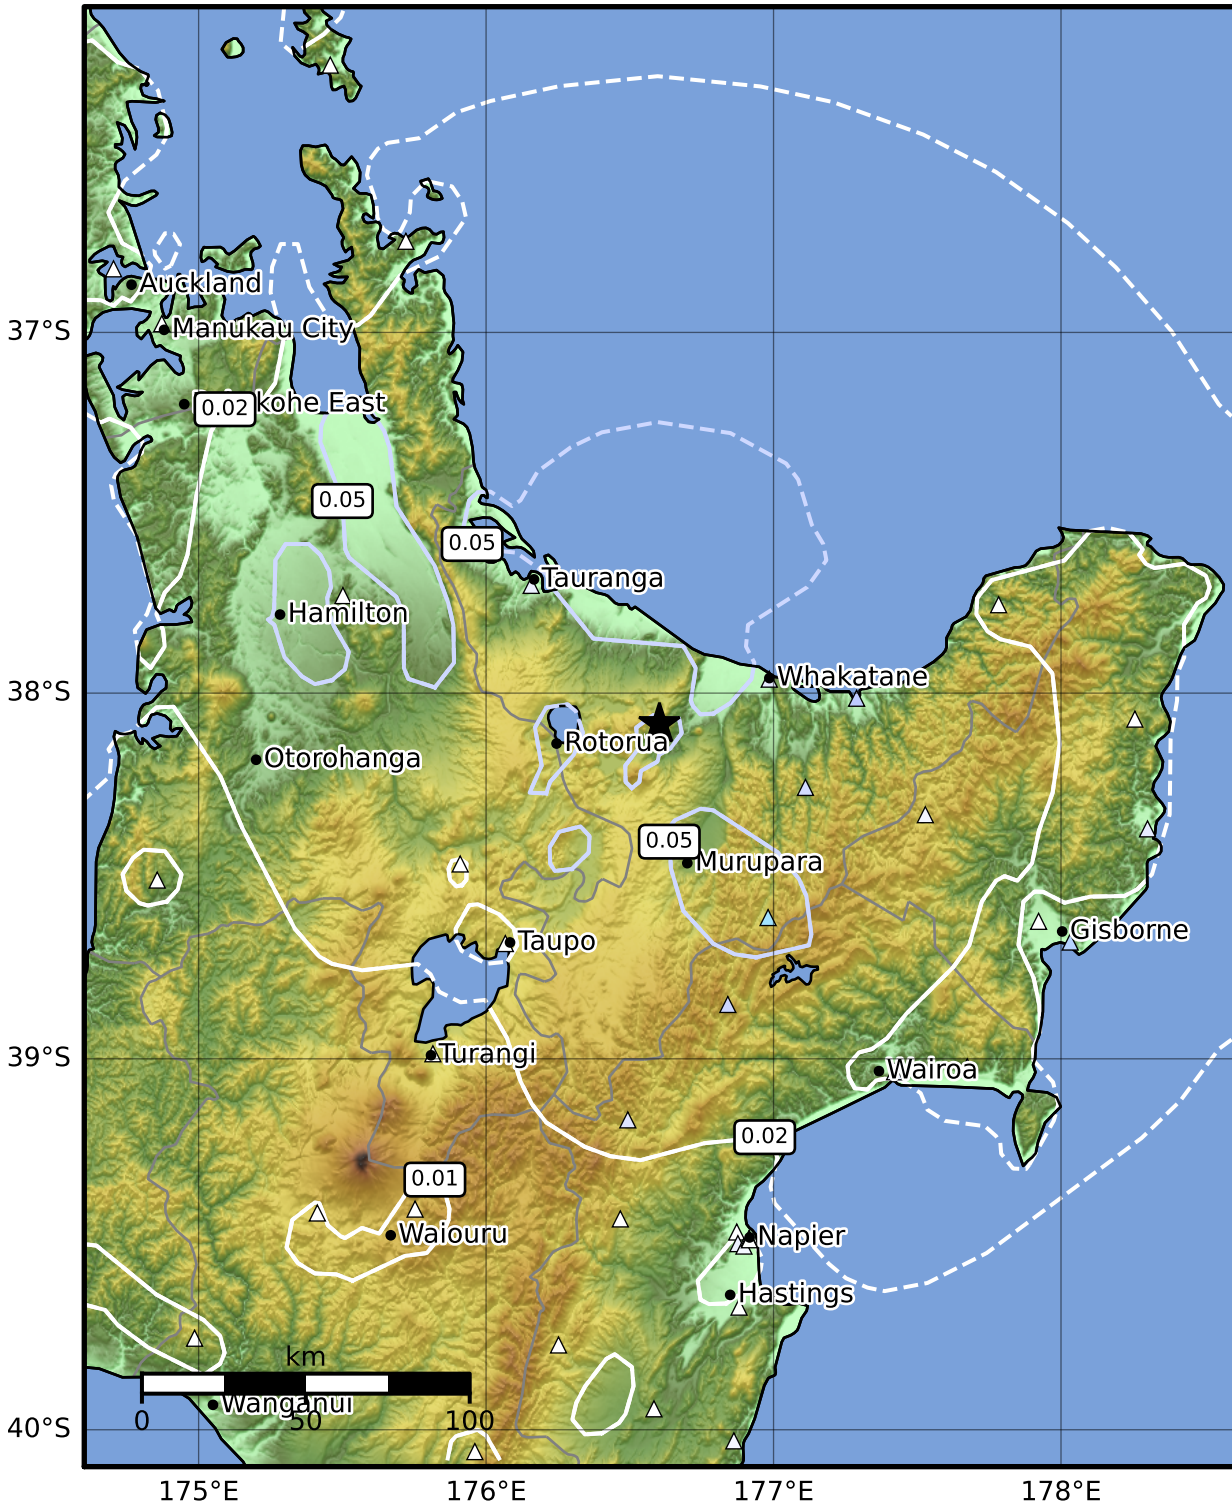 Auckland
37°S
Manukau City
0.02
kohe East
0.05
0.05
Tauranga
Hamilton
38°S
Whakatane
Rotorua
Otorohanga
0.05
Murupara
Gisborne
Taupo
39°S
Turangi
Wairoa
0.02
0.01
Waiouru
Napier
Hastings
km
Wanganui
0
50
100
40°S
175°E
176°E
177°E
178°E